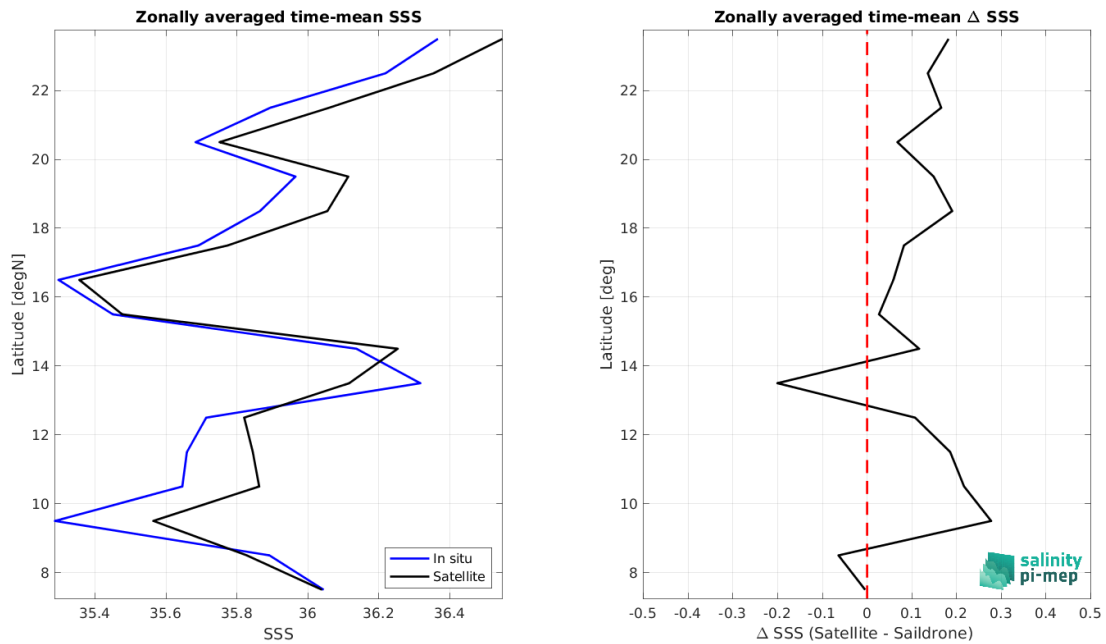 Zonally averaged time-mean SSS
22
20
18
16
14
12
10
8
Latitude [degN]
35.4 35.6 35.8 36 36.2 36.4
SSS
In situ
Satellite
Zonally averaged time-mean Δ SSS
22
20
18
16
14
12
10
8
Latitude [deg]
-0.5 -0.4 -0.3 -0.2 -0.1 0 0.1 0.2 0.3 0.4 0.5
Δ SSS (Satellite - Saildrone)
salinity
pi-mep